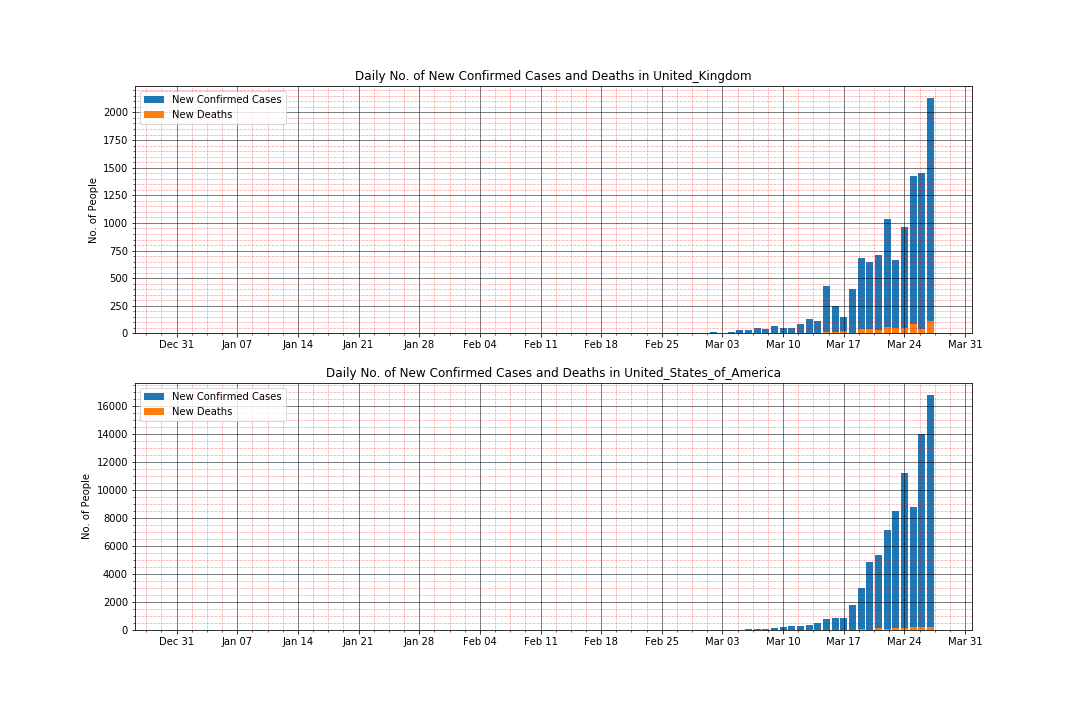 Daily No. of New Confirmed Cases and Deaths in United_Kingdom
New Confirmed Cases
New Deaths
No. of People
2000
1750
1500
1250
1000
750
500
250
0
Dec 31 Jan 07 Jan 14 Jan 21 Jan 28 Feb 04 Feb 11 Feb 18 Feb 25 Mar 03 Mar 10 Mar 17 Mar 24 Mar 31
Daily No. of New Confirmed Cases and Deaths in United_States_of_America
New Confirmed Cases
New Deaths
No. of People
16000
14000
12000
10000
8000
6000
4000
2000
0
Dec 31 Jan 07 Jan 14 Jan 21 Jan 28 Feb 04 Feb 11 Feb 18 Feb 25 Mar 03 Mar 10 Mar 17 Mar 24 Mar 31